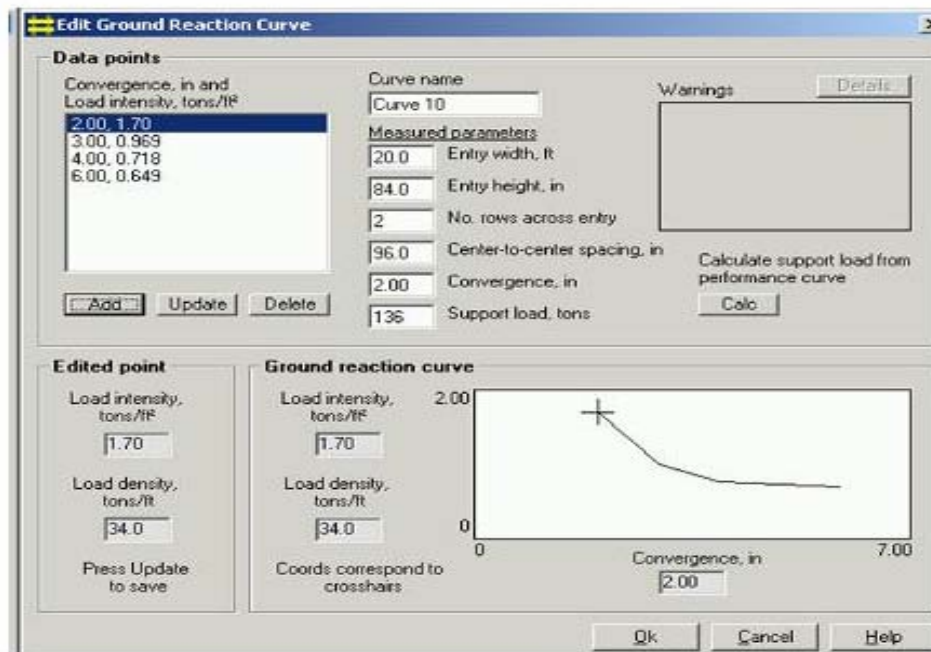 Edit Ground Reaction Curve
Data points
Convergence, in and
Load intensity, tons/ft²
2.00, 1.70
3.00, 0.969
4.00, 0.718
6.00, 0.649
Add
Update
Delete
Curve name
Curve 10
Measured parameters
20.0 Entry width, ft
84.0 Entry height, in
2 No. rows across entry
96.0 Center-to-center spacing, in
2.00 Convergence, in
136 Support load, tons
Warnings
Details
Calculate support load from
performance curve
Calc
Edited point
Load intensity,
tons/ft²
1.70
Load density,
tons/ft
34.0
Press Update
to save
Ground reaction curve
Load intensity,
tons/ft²
1.70
Load density,
tons/ft
34.0
Coords correspond to
crosshairs
2.00
0
0
7.00
Convergence, in
2.00
Ok
Cancel
Help